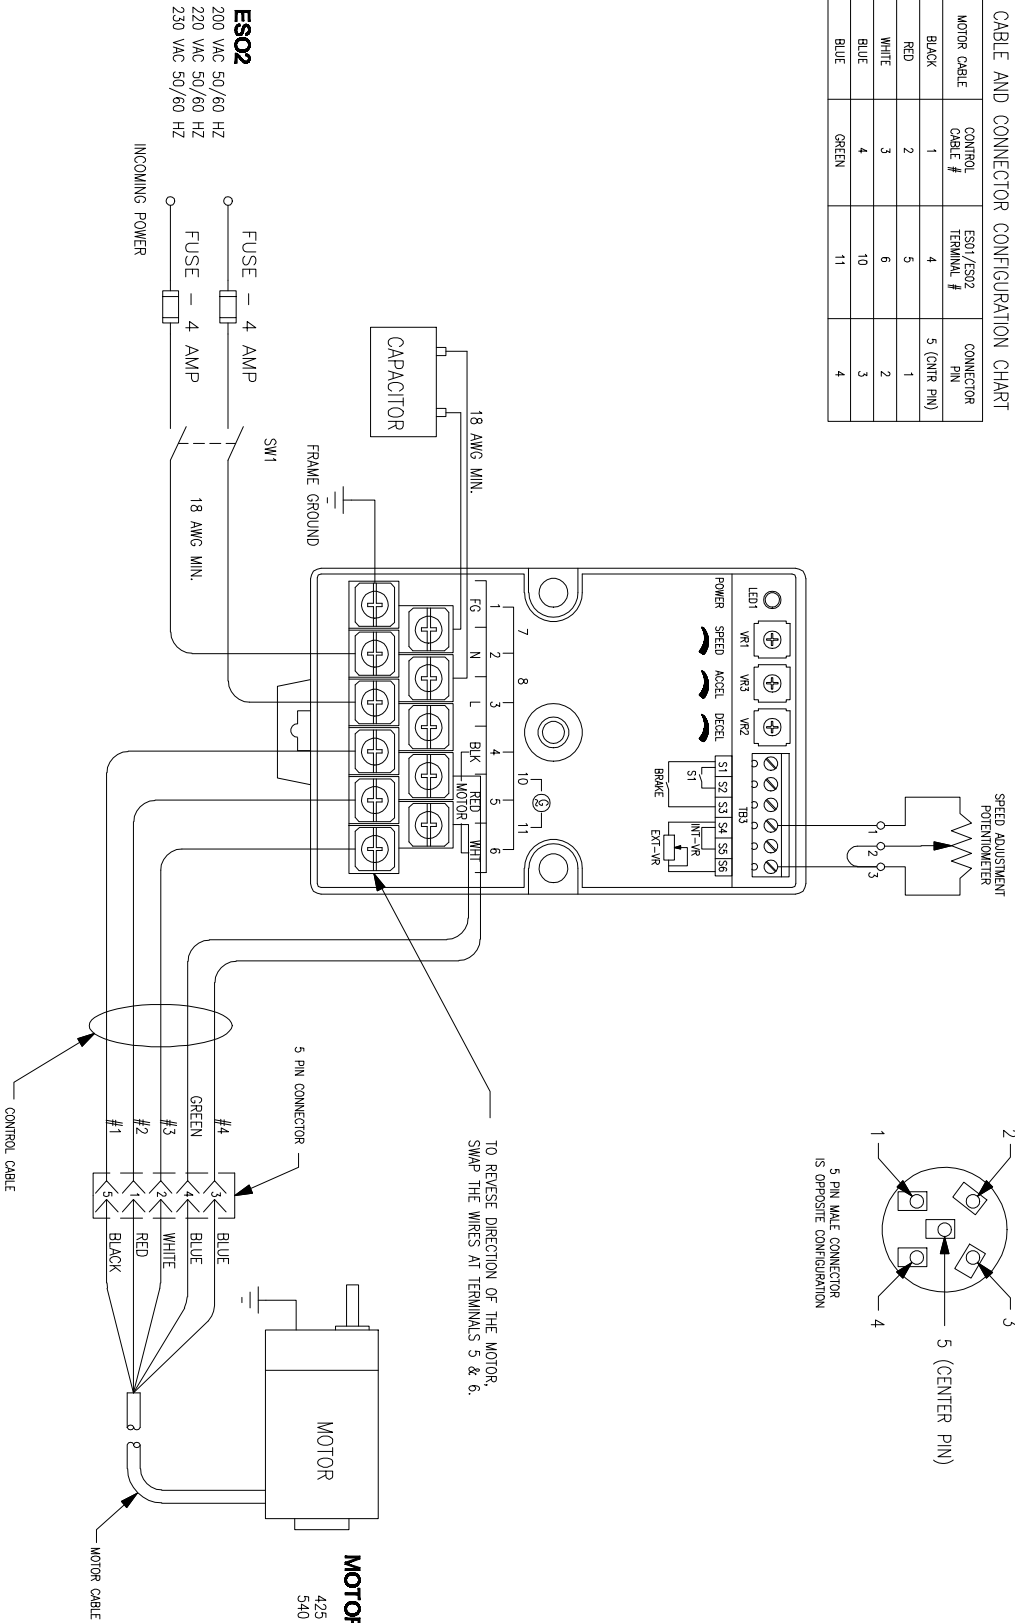 CABLE AND CONNECTOR CONFIGURATION CHART
MOTOR CABLE
CONTROL CABLE #
ESO1/ESO2 TERMINAL #
CONNECTOR PIN
BLACK 1 4 5 (CNTR PIN)
RED 2 5 1
WHITE 3 6 2
BLUE 4 10 3
BLUE GREEN 11 4
SPEED ADJUSTMENT
POTENTIOMETER
1 2 3
2
3
1
4
5 (CENTER PIN)
5 PIN MALE CONNECTOR
IS OPPOSITE CONFIGURATION
LED1
VR1
VR3
VR2
TB3
POWER
SPEED
ACCEL
DECEL
S1 S2 S3 S4 S5 S6
S1
BRAKE
INT-VR
EXT-VR
7 8 10 G 11
1 2 3 4 5 6
FG N L BLK RED WHT
MOTOR
CAPACITOR
18 AWG MIN.
FRAME GROUND
ESO2
200 VAC 50/60 HZ
220 VAC 50/60 HZ
230 VAC 50/60 HZ
INCOMING POWER
FUSE - 4 AMP
FUSE - 4 AMP
SW1
18 AWG MIN.
TO REVESE DIRECTION OF THE MOTOR,
SWAP THE WIRES AT TERMINALS 5 & 6.
5 PIN CONNECTOR
#4 3 BLUE
GREEN 4 BLUE
#3 2 WHITE
#2 1 RED
#1 5 BLACK
CONTROL CABLE
MOTOR
MOTOR CABLE
MOTOR
425
540